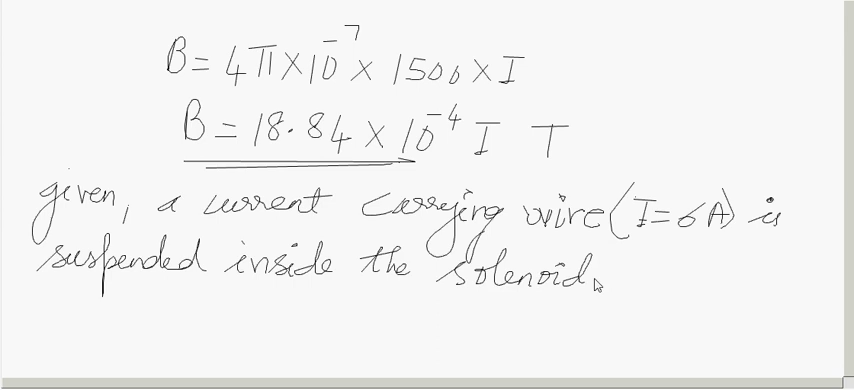 B = 4π×10⁻⁷ × 1500 × I
B = 18.84 × 10⁻⁴ I T
given, a current carrying wire (I=6A) is
suspended inside the solenoid.